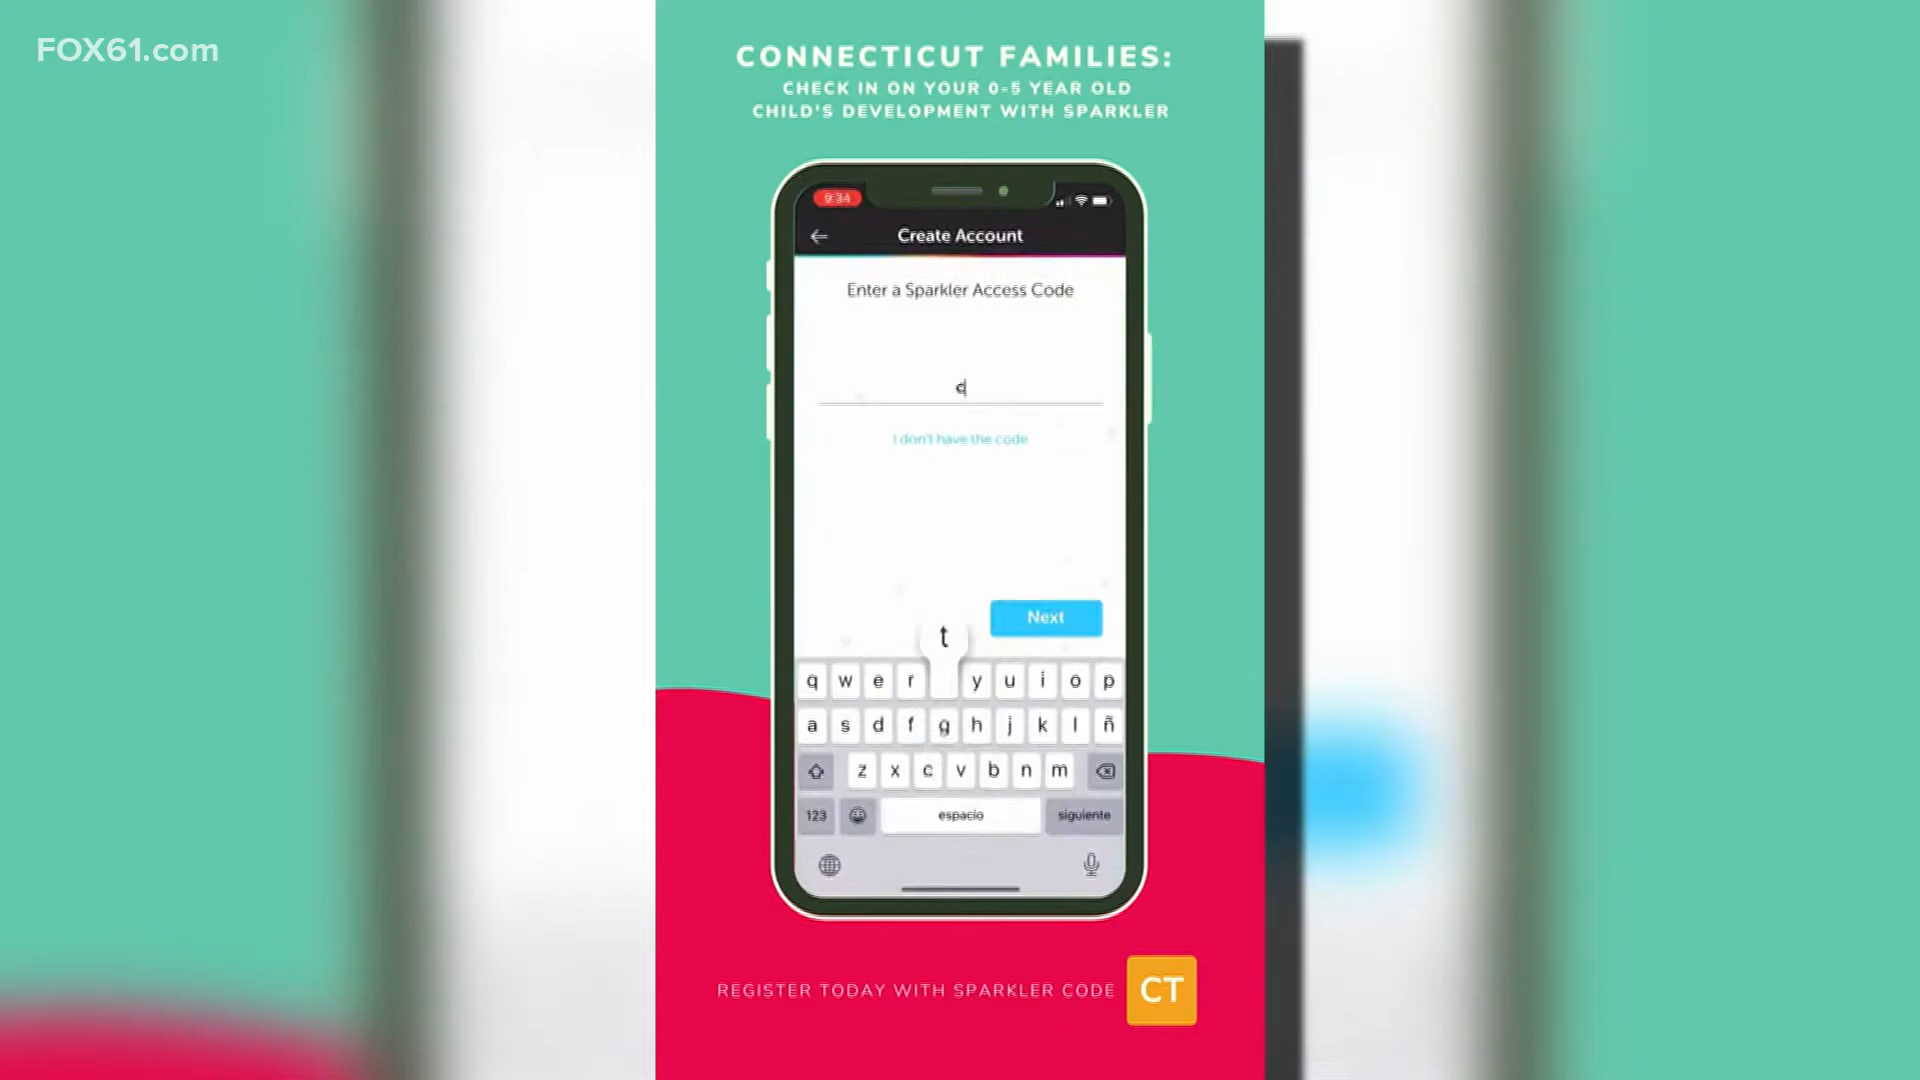 FOX61.com
CONNECTICUT FAMILIES:
CHECK IN ON YOUR 0-5 YEAR OLD
CHILD'S DEVELOPMENT WITH SPARKLER
9:34
Create Account
Enter a Sparkler Access Code
c
I don't have the code
Next
t
q w e r y u i o p
a s d f g h j k l ñ
z x c v b n m
123 espacio siguiente
REGISTER TODAY WITH SPARKLER CODE CT